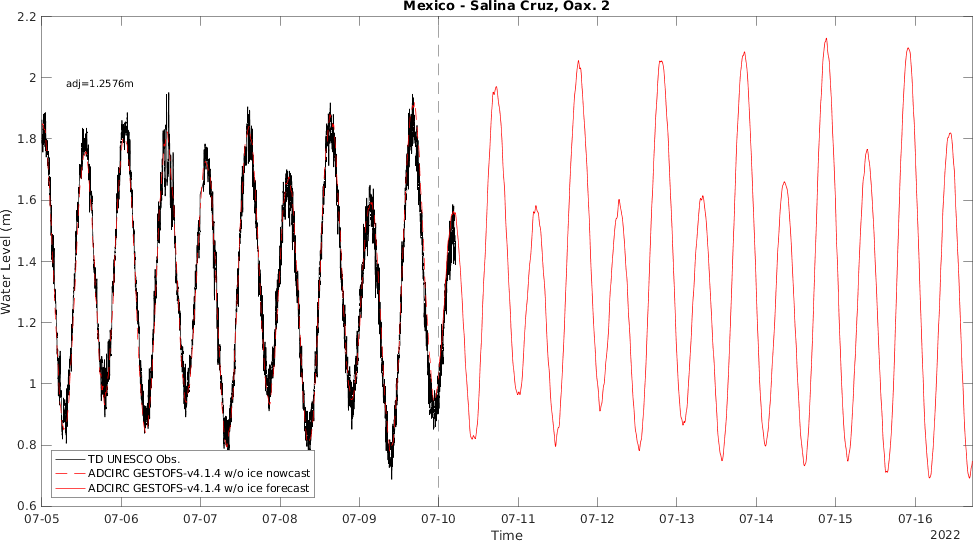 Mexico - Salina Cruz, Oax. 2
2.2
2
1.8
1.6
1.4
1.2
1
0.8
0.6
Water Level (m)
adj=1.2576m
TD UNESCO Obs.
ADCIRC GESTOFS-v4.1.4 w/o ice nowcast
ADCIRC GESTOFS-v4.1.4 w/o ice forecast
07-05 07-06 07-07 07-08 07-09 07-10 07-11 07-12 07-13 07-14 07-15 07-16
Time
2022